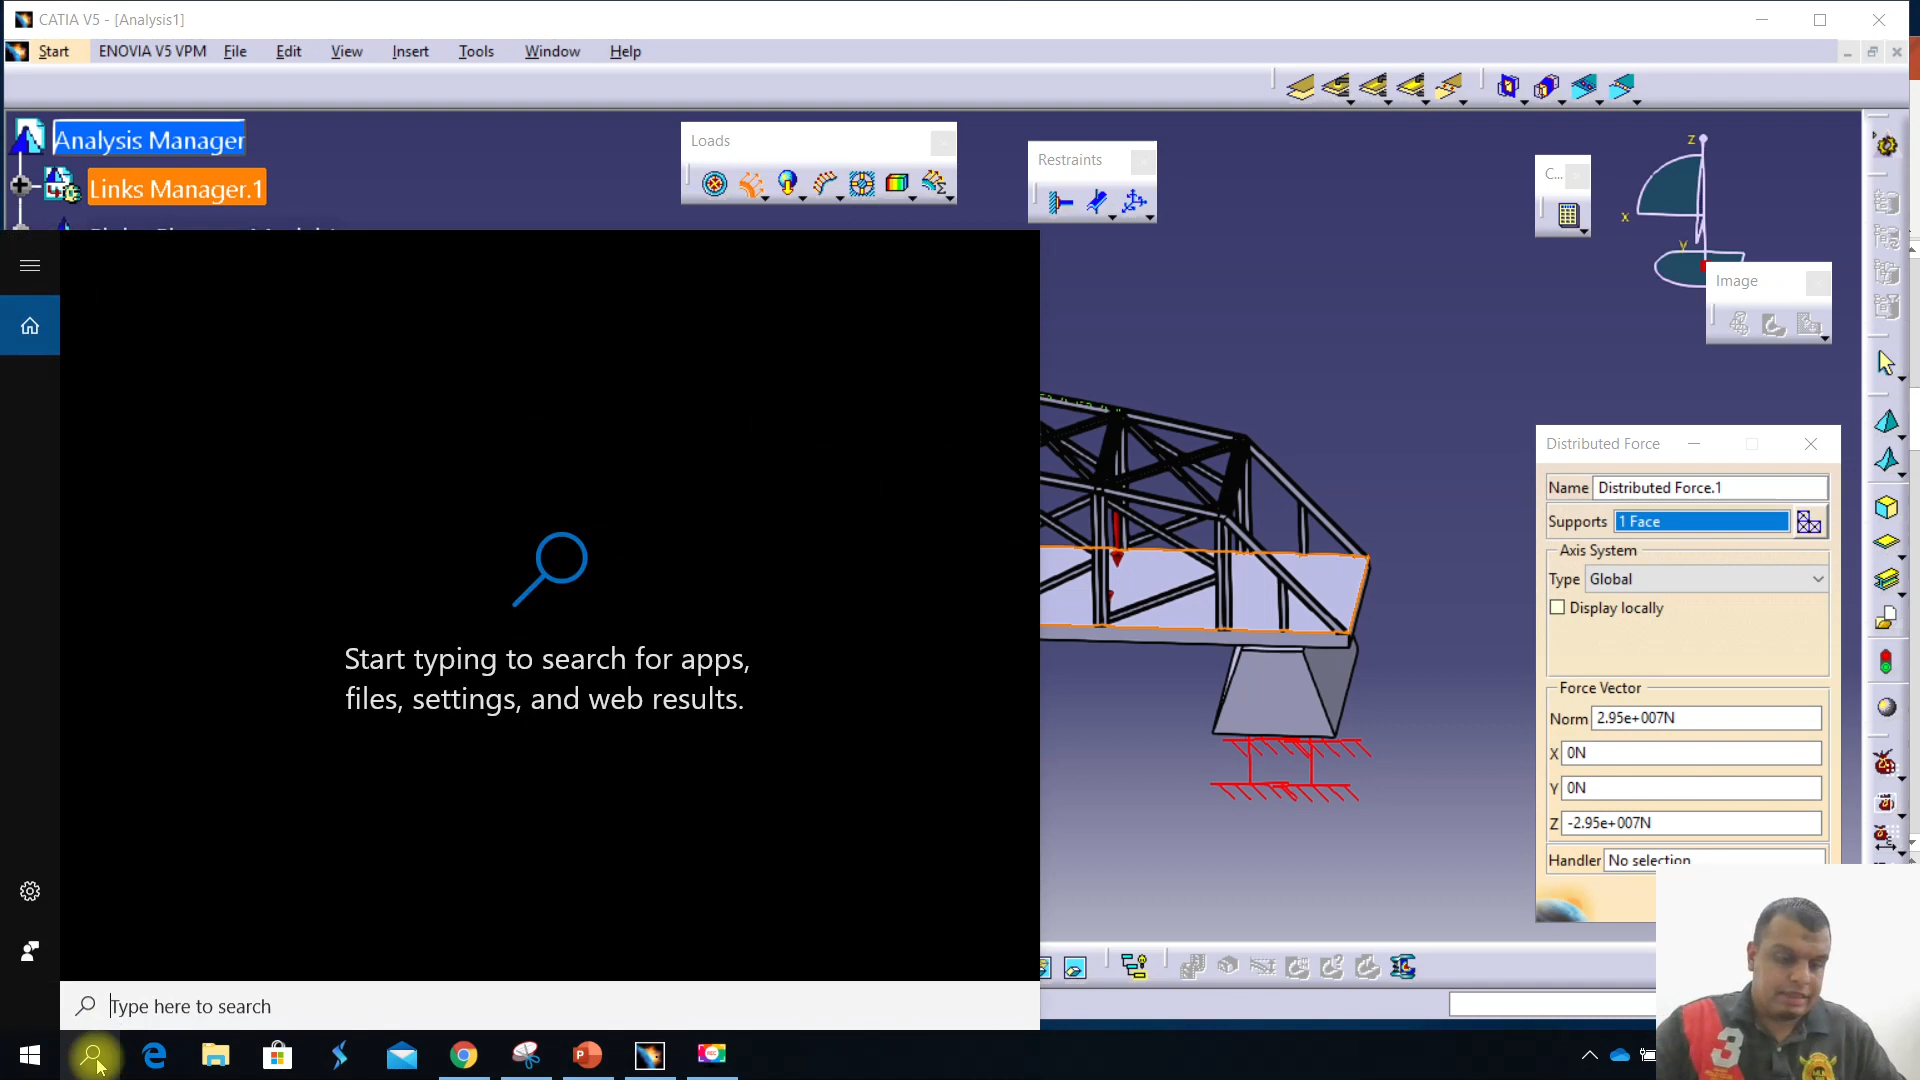 CATIA V5 - [Analysis1]
Start ENOVIA V5 VPM File Edit View Insert Tools Window Help
Analysis Manager
Links Manager.1
Loads
Restraints
C...
z
x
y
Image
Start typing to search for apps,
files, settings, and web results.
Distributed Force
Name Distributed Force.1
Supports 1 Face
Axis System
Type Global
Display locally
Force Vector
Norm 2.95e+007N
X 0N
Y 0N
Z -2.95e+007N
Handler No selection
Type here to search
3